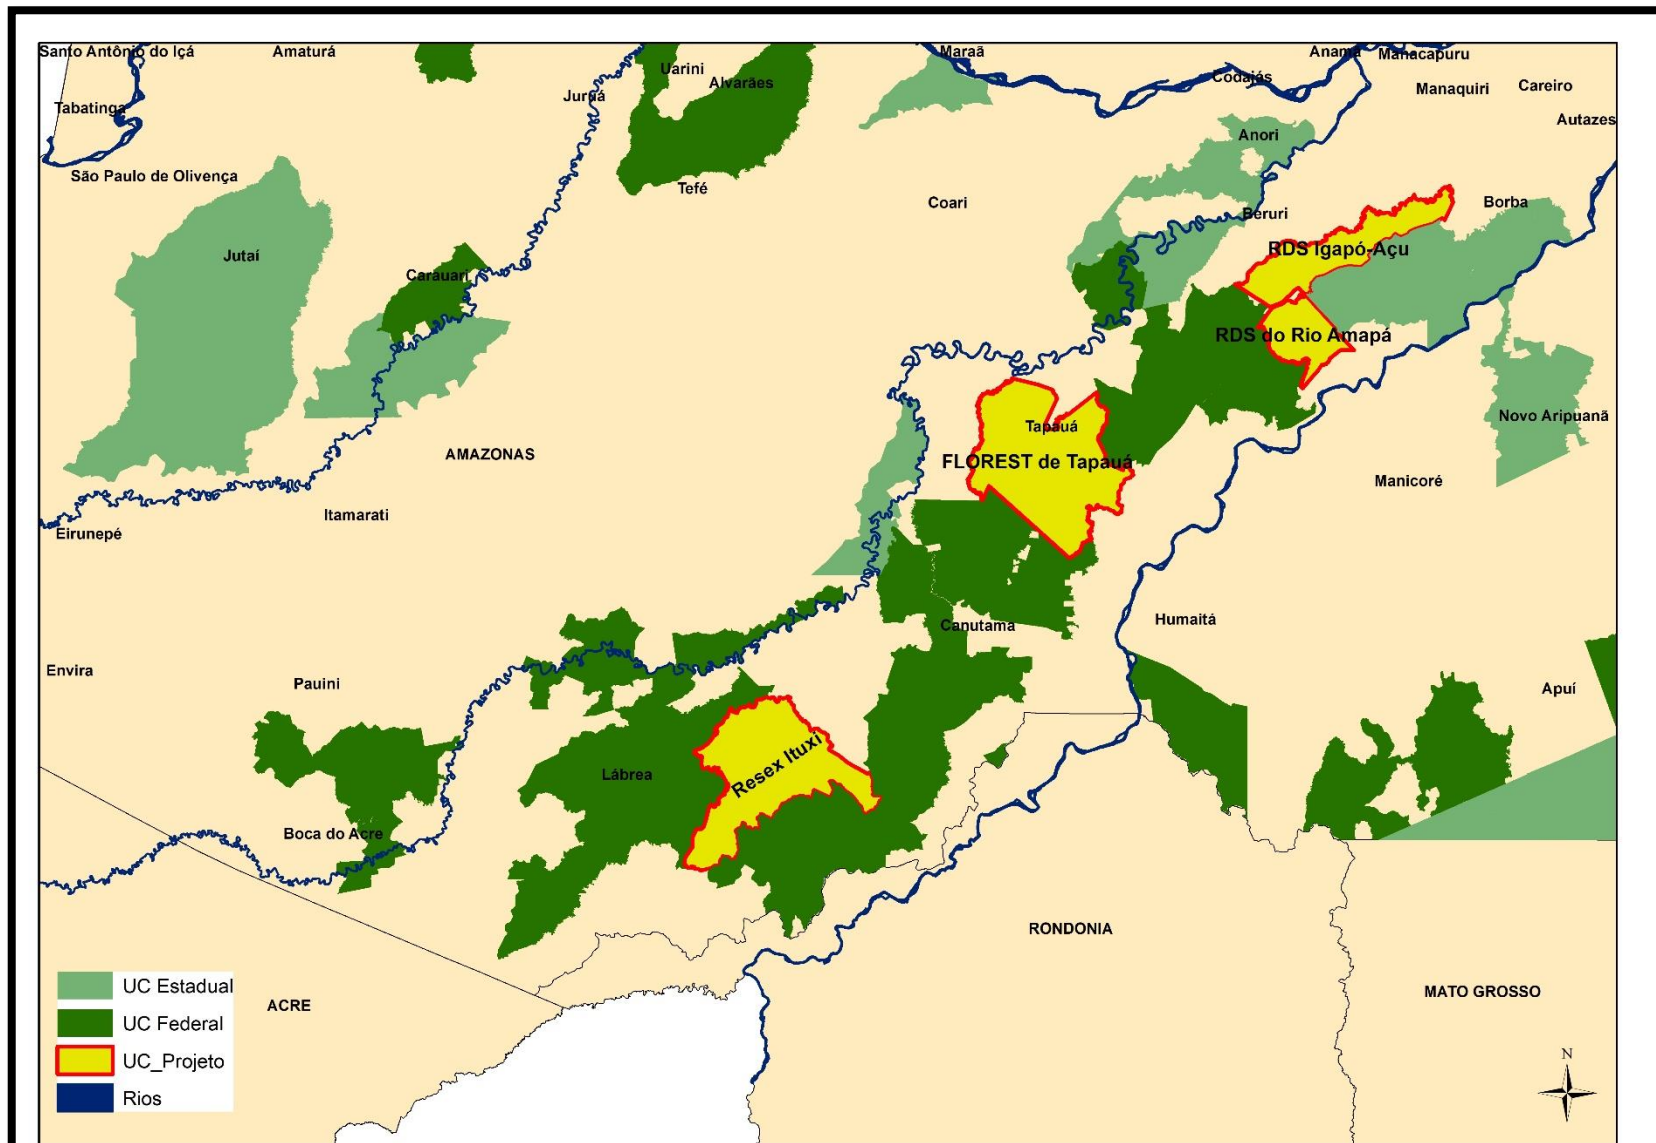 Santo Antônio do Içá
Amaturá
Uarini
Alvarães
Maraã
Codajás
Anamã
Manacapuru
Manaquiri
Careiro
Autazes
Tabatinga
Juruá
Anori
São Paulo de Olivença
Tefé
Coari
Beruri
Borba
Jutaí
Carauari
RDS Igapó-Açu
RDS do Rio Amapá
Novo Aripuanã
Tapauá
FLOREST de Tapauá
AMAZONAS
Manicoré
Itamarati
Eirunepé
Canutama
Humaitá
Envira
Pauini
Apuí
Lábrea
Resex Ituxi
Boca do Acre
RONDONIA
MATO GROSSO
ACRE
UC Estadual
UC Federal
UC_Projeto
Rios
N